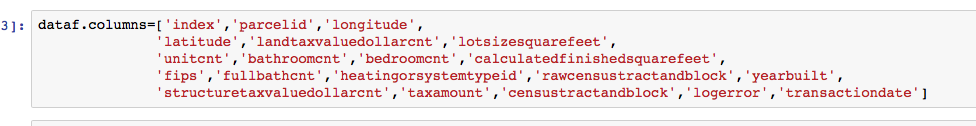 3]: dataf.columns=['index','parcelid','longitude',
'latitude','landtaxvaluedollarcnt','lotsizesquarefeet',
'unitcnt','bathroomcnt','bedroomcnt','calculatedfinishedsquarefeet',
'fips','fullbathcnt','heatingorsystemtypeid','rawcensustractandblock','yearbuilt',
'structuretaxvaluedollarcnt','taxamount','censustractandblock','logerror','transactiondate']